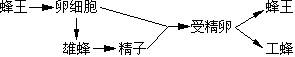 蜂王 卵细胞 蜂王
受精卵
雄蜂 精子 工蜂